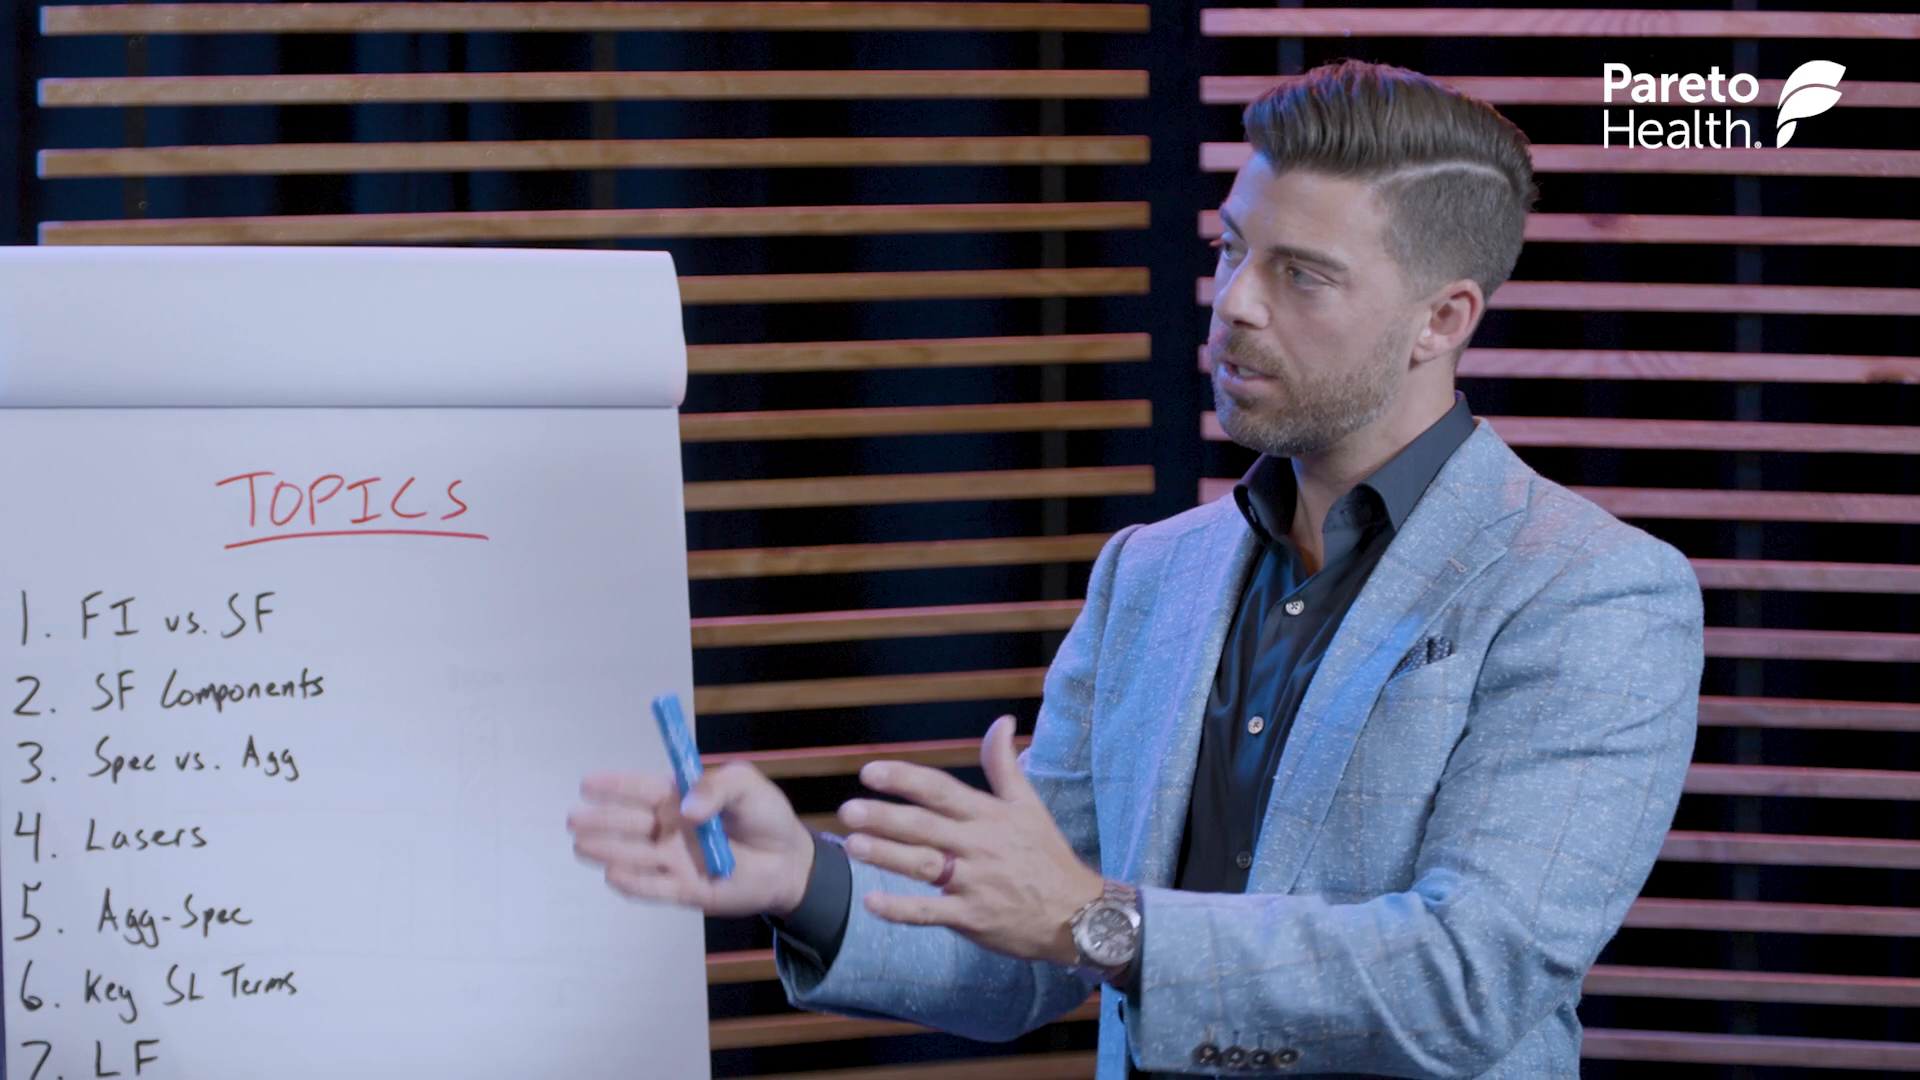 Pareto
Health.
TOPICS
1. FI vs. SF
2. SF Components
3. Spec vs. Agg
4. Lasers
5. Agg-Spec
6. Key SL Terms
7. LF